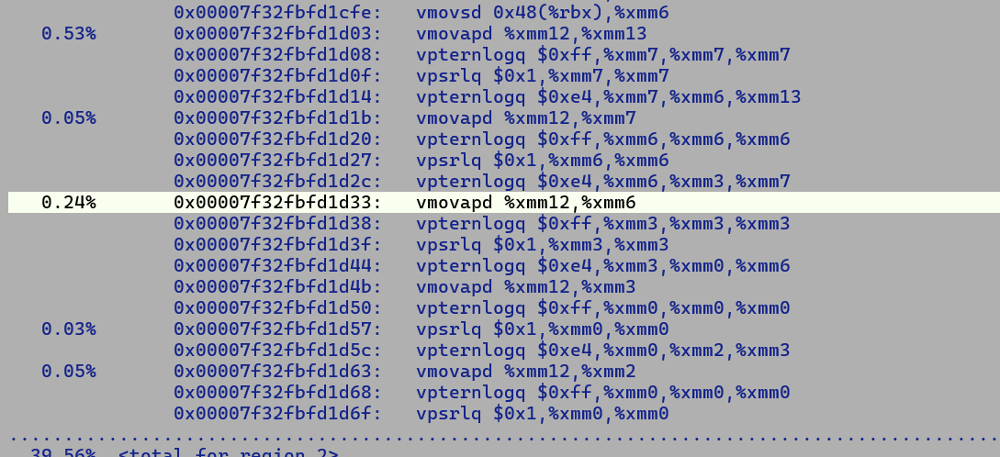 0x00007f32fbfd1cfe: vmovsd 0x48(%rbx),%xmm6
0.53% 0x00007f32fbfd1d03: vmovapd %xmm12,%xmm13
0x00007f32fbfd1d08: vpternlogq $0xff,%xmm7,%xmm7,%xmm7
0x00007f32fbfd1d0f: vpsrlq $0x1,%xmm7,%xmm7
0x00007f32fbfd1d14: vpternlogq $0xe4,%xmm7,%xmm6,%xmm13
0.05% 0x00007f32fbfd1d1b: vmovapd %xmm12,%xmm7
0x00007f32fbfd1d20: vpternlogq $0xff,%xmm6,%xmm6,%xmm6
0x00007f32fbfd1d27: vpsrlq $0x1,%xmm6,%xmm6
0x00007f32fbfd1d2c: vpternlogq $0xe4,%xmm6,%xmm3,%xmm7
0.24% 0x00007f32fbfd1d33: vmovapd %xmm12,%xmm6
0x00007f32fbfd1d38: vpternlogq $0xff,%xmm3,%xmm3,%xmm3
0x00007f32fbfd1d3f: vpsrlq $0x1,%xmm3,%xmm3
0x00007f32fbfd1d44: vpternlogq $0xe4,%xmm3,%xmm0,%xmm6
0x00007f32fbfd1d4b: vmovapd %xmm12,%xmm3
0x00007f32fbfd1d50: vpternlogq $0xff,%xmm0,%xmm0,%xmm0
0.03% 0x00007f32fbfd1d57: vpsrlq $0x1,%xmm0,%xmm0
0x00007f32fbfd1d5c: vpternlogq $0xe4,%xmm0,%xmm2,%xmm3
0.05% 0x00007f32fbfd1d63: vmovapd %xmm12,%xmm2
0x00007f32fbfd1d68: vpternlogq $0xff,%xmm0,%xmm0,%xmm0
0x00007f32fbfd1d6f: vpsrlq $0x1,%xmm0,%xmm0
....................................................................................
39.56% <total for region 2>